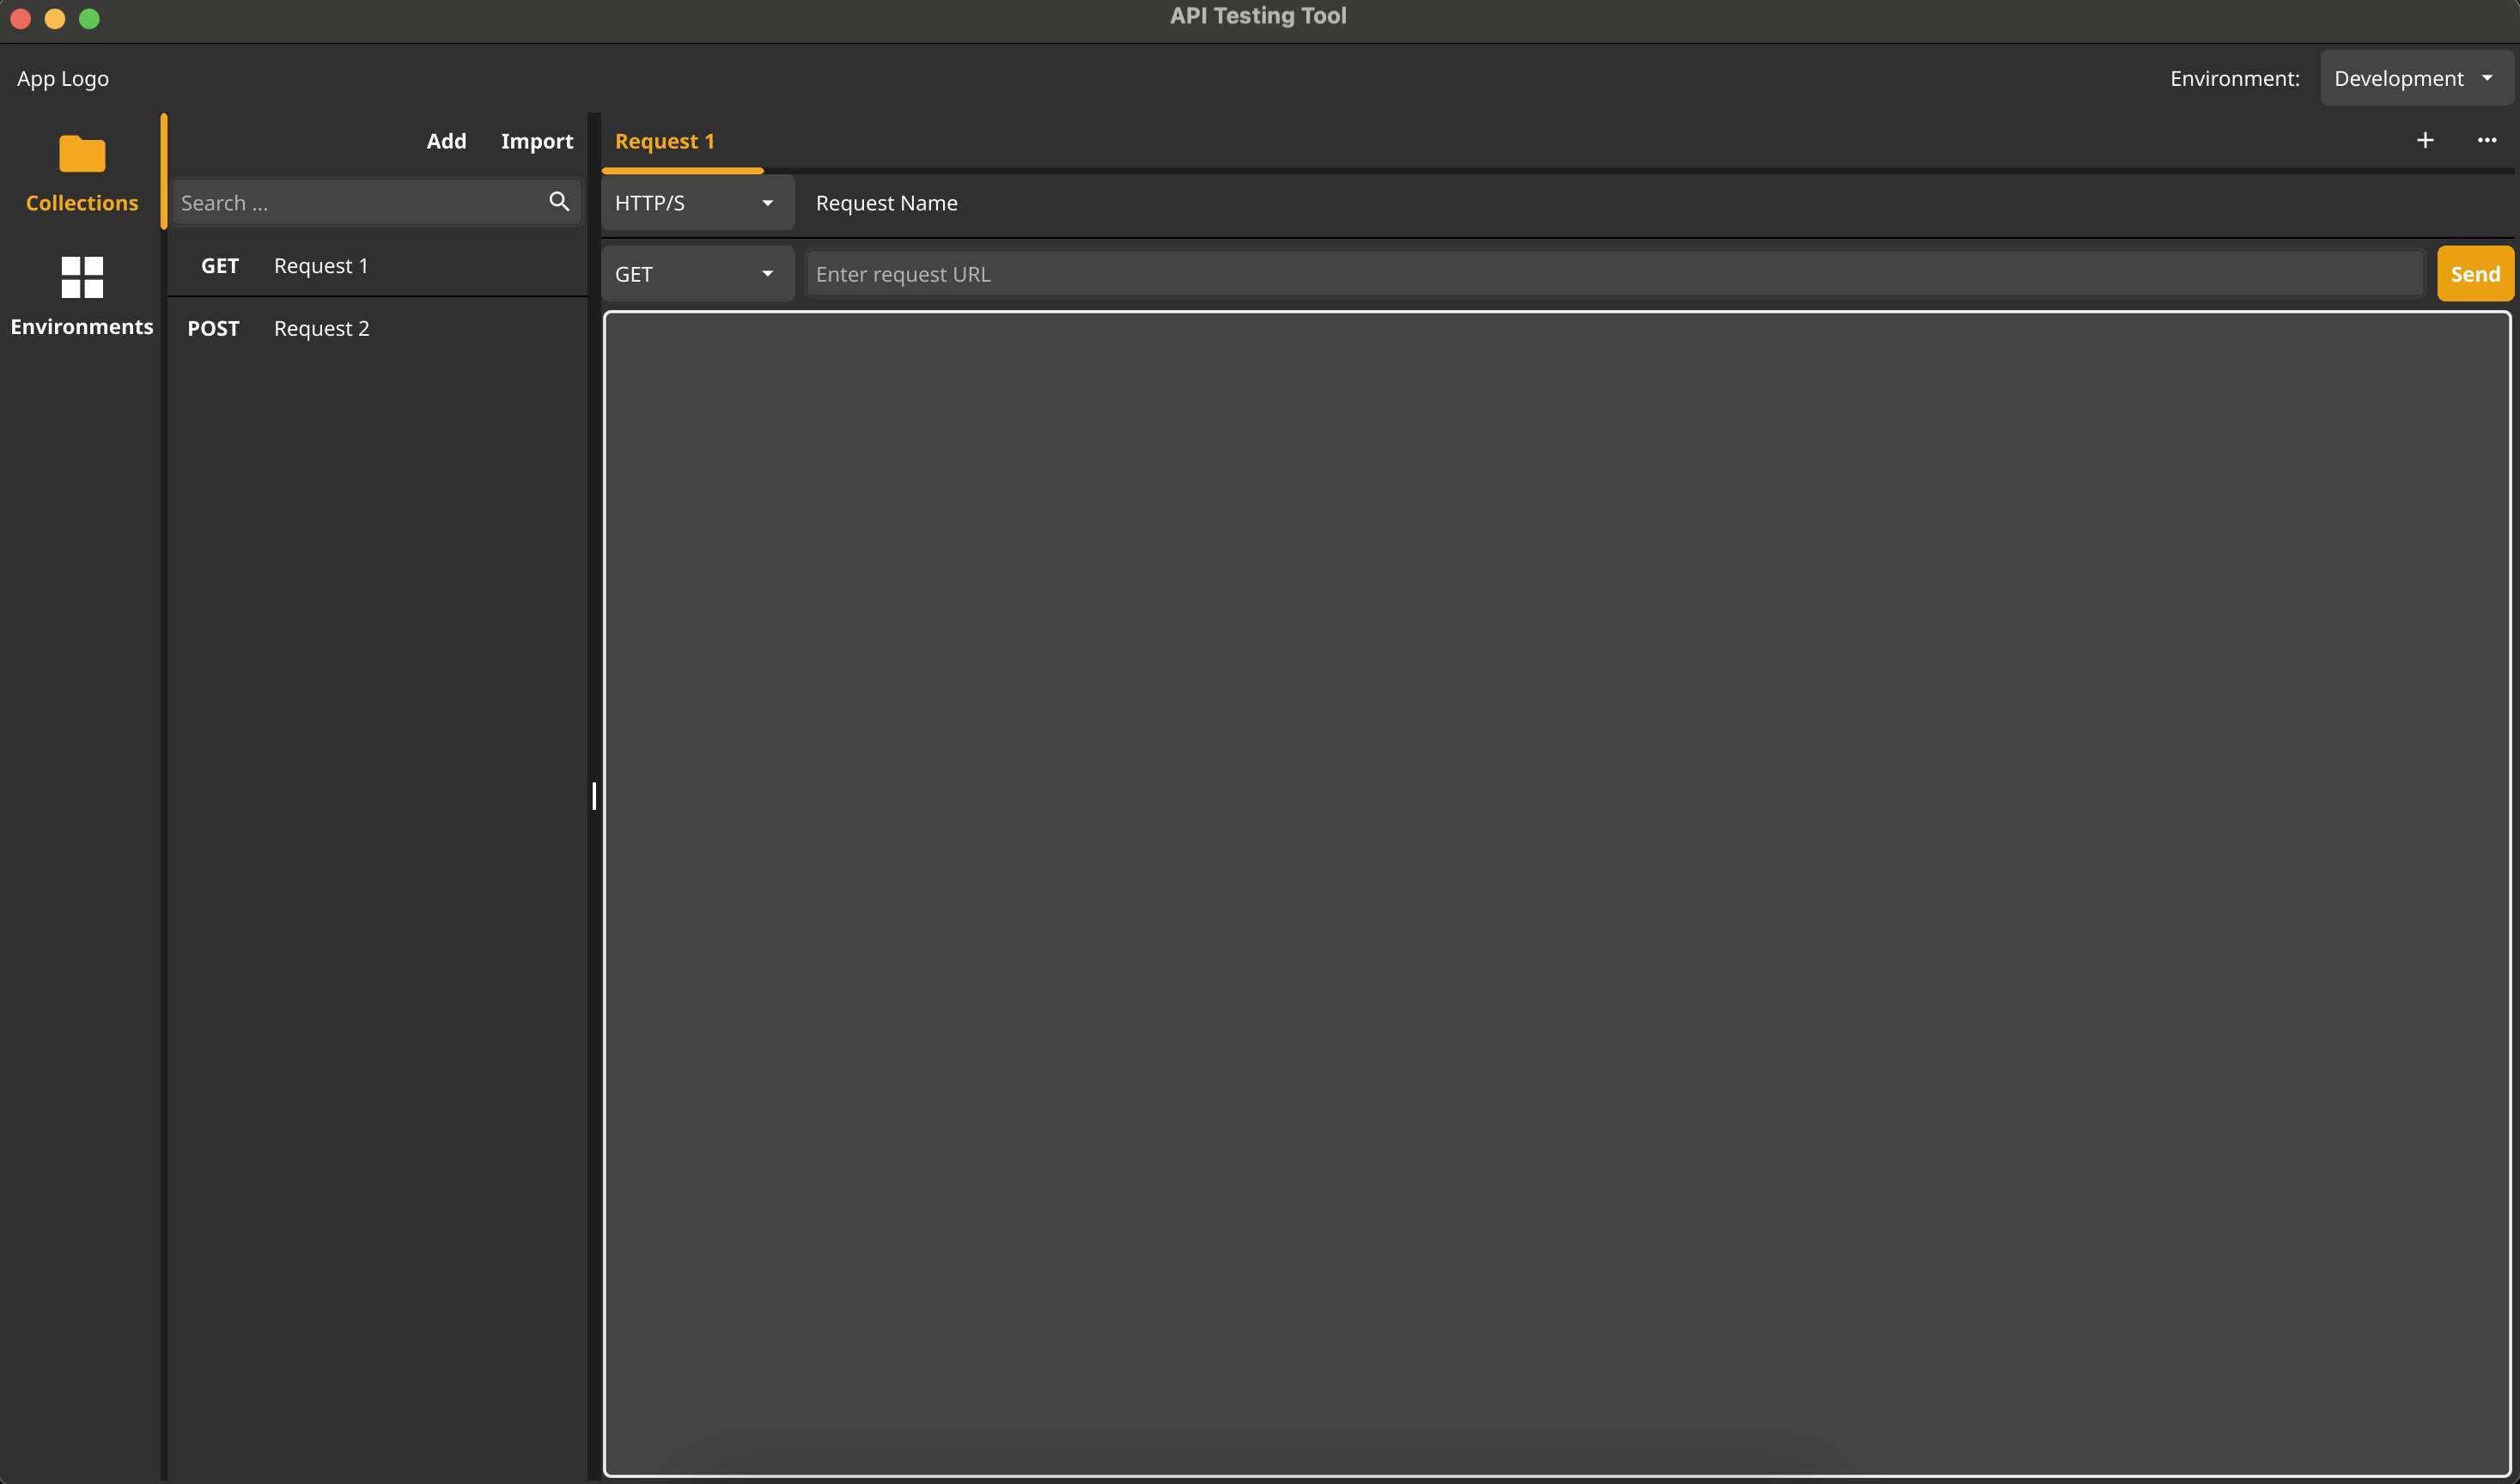 API Testing Tool
App Logo
Environment: Development
Collections
Environments
Add Import
Search ...
GET Request 1
POST Request 2
Request 1
HTTP/S Request Name
GET Enter request URL Send